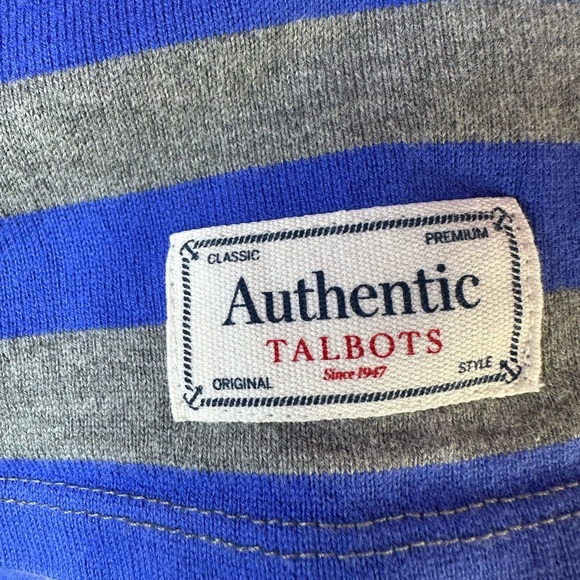 CLASSIC PREMIUM
Authentic
TALBOTS
Since 1947
ORIGINAL STYLE